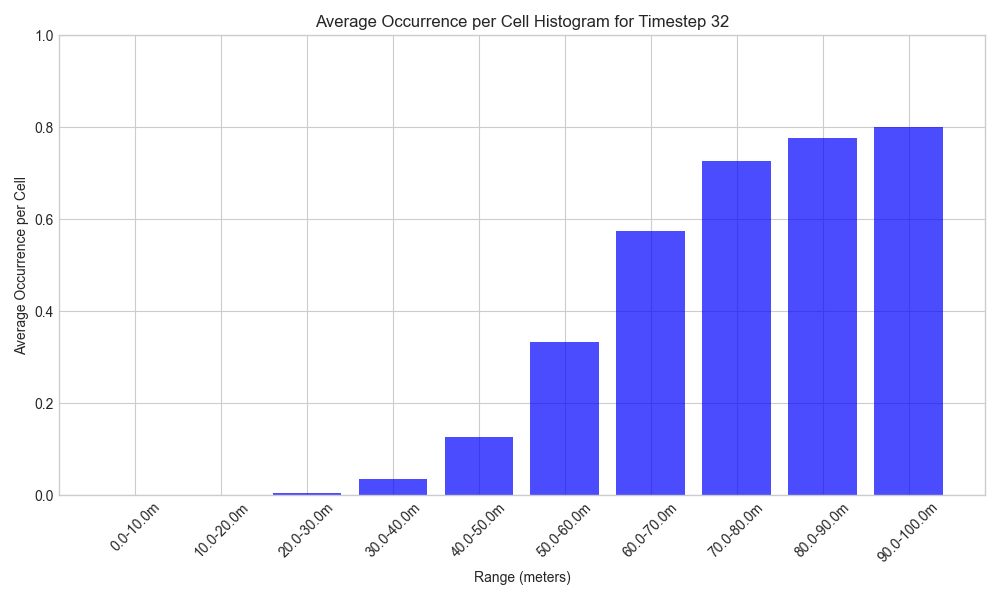 Average Occurrence per Cell Histogram for Timestep 32
1.0
0.8
0.6
0.4
0.2
0.0
Average Occurrence per Cell
0.0-10.0m
10.0-20.0m
20.0-30.0m
30.0-40.0m
40.0-50.0m
50.0-60.0m
60.0-70.0m
70.0-80.0m
80.0-90.0m
90.0-100.0m
Range (meters)